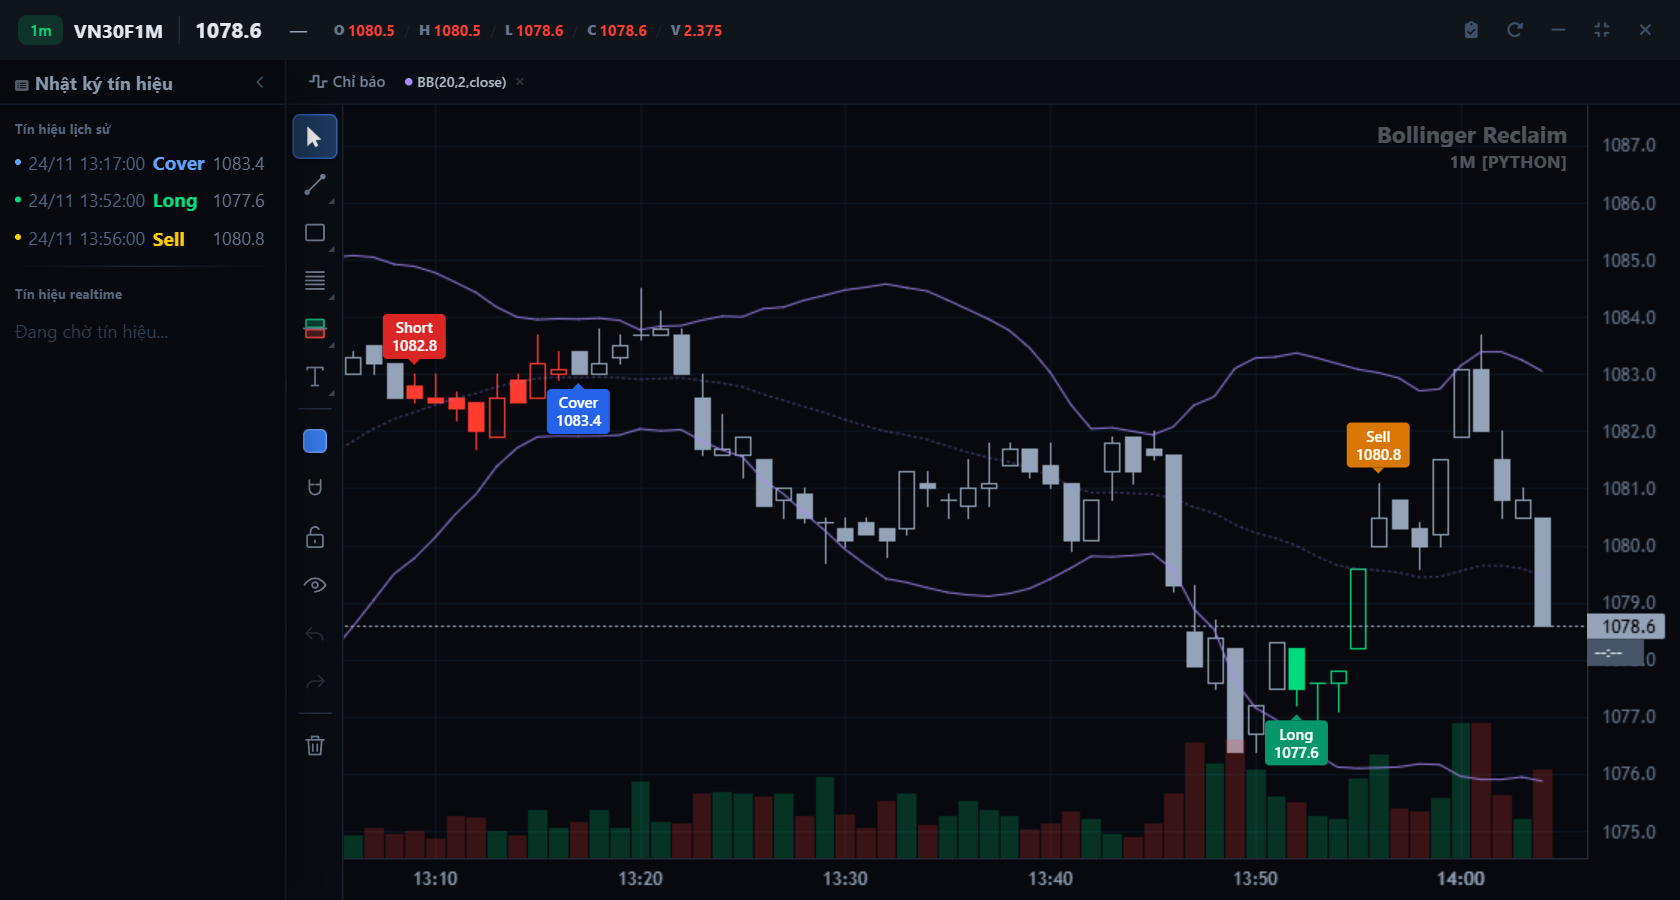 1m VN30F1M 1078.6 — O 1080.5 / H 1080.5 / L 1078.6 / C 1078.6 / V 2.375
Nhật ký tín hiệu
Chỉ báo BB(20,2,close) ×
Tín hiệu lịch sử
24/11 13:17:00 Cover 1083.4
24/11 13:52:00 Long 1077.6
24/11 13:56:00 Sell 1080.8
Tín hiệu realtime
Đang chờ tín hiệu...
Bollinger Reclaim
1M [PYTHON]
Short
1082.8
Cover
1083.4
Sell
1080.8
Long
1077.6
1087.0
1086.0
1085.0
1084.0
1083.0
1082.0
1081.0
1080.0
1079.0
1078.6
--:--
1077.0
1076.0
1075.0
13:10 13:20 13:30 13:40 13:50 14:00